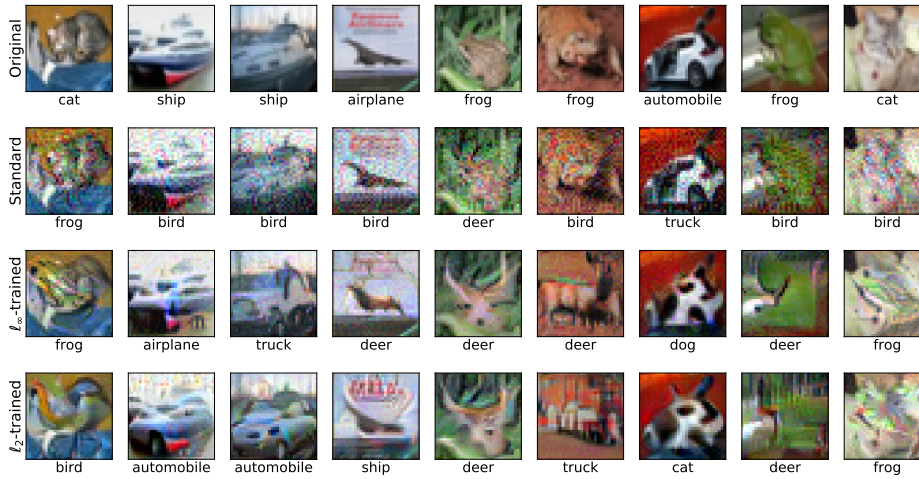 Original
cat ship ship airplane frog frog automobile frog cat
Standard
frog bird bird bird deer bird truck bird bird
ℓ∞-trained
frog airplane truck deer deer deer dog deer frog
ℓ2-trained
bird automobile automobile ship deer truck cat deer frog